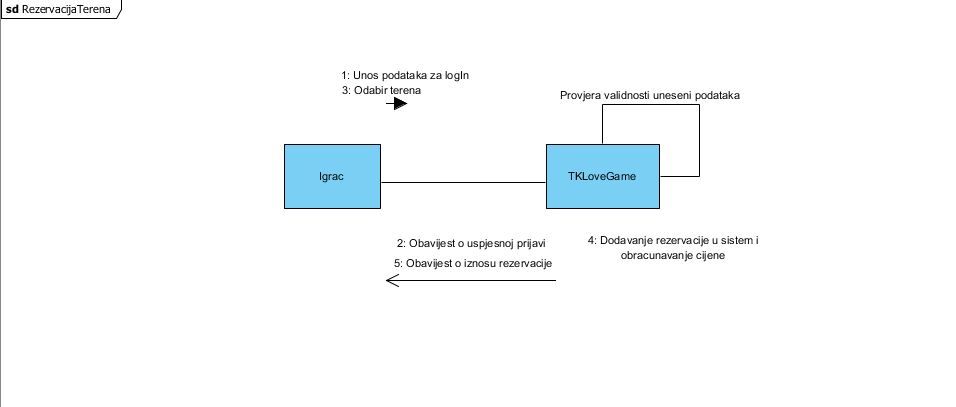 sd RezervacijaTerena
1: Unos podataka za logIn
3: Odabir terena
Provjera validnosti uneseni podataka
Igrac
TKLoveGame
2: Obavijest o uspjesnoj prijavi
5: Obavijest o iznosu rezervacije
4: Dodavanje rezervacije u sistem i
obracunavanje cijene